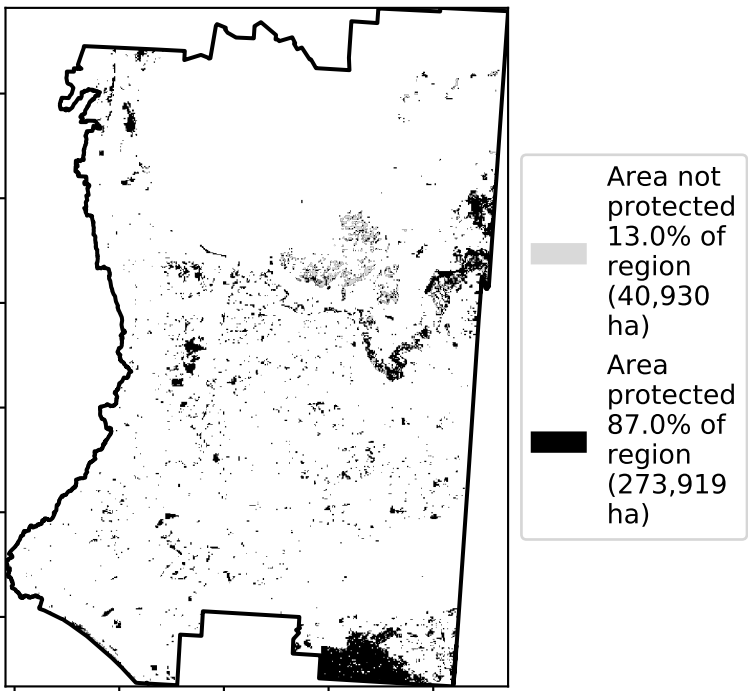 Area not
protected
13.0% of
region
(40,930
ha)
Area
protected
87.0% of
region
(273,919
ha)